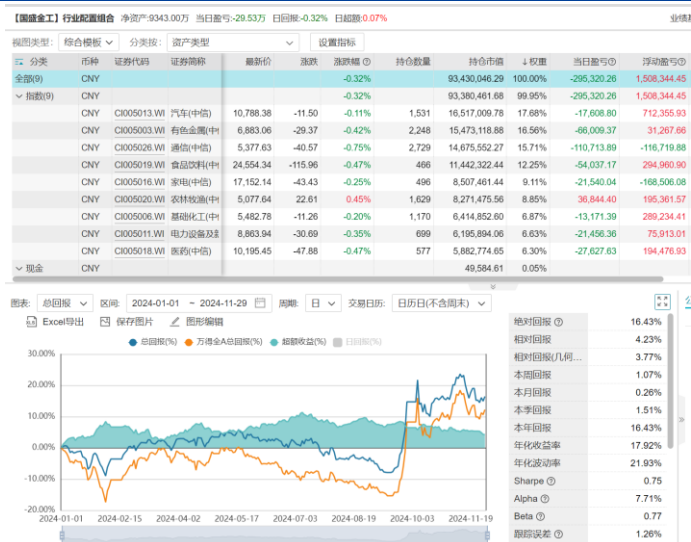 【国盛金工】行业配置组合 净资产:9343.00万 当日盈亏:-29.53万 日回报:-0.32% 日超额:0.07% 业绩
视图类型: 综合模板 分类按: 资产类型 设置指标
分类 币种 证券代码 证券简称 最新价 涨跌 涨跌幅 持仓数量 持仓市值 ↓权重 当日盈亏 浮动盈亏
全部(9) CNY -0.32% 93,430,046.29 100.00% -295,320.26 1,508,344.45
指数(9) CNY -0.32% 93,380,461.68 99.95% -295,320.26 1,508,344.45
CNY CI005013.WI 汽车(中信) 10,788.38 -11.50 -0.11% 1,531 16,517,009.78 17.68% -17,608.80 712,355.93
CNY CI005003.WI 有色金属(中 6,883.06 -29.37 -0.42% 2,248 15,473,118.88 16.56% -66,009.37 31,267.66
CNY CI005026.WI 通信(中信) 5,377.63 -40.57 -0.75% 2,729 14,675,552.27 15.71% -110,713.89 -116,719.88
CNY CI005019.WI 食品饮料(中 24,554.34 -115.96 -0.47% 466 11,442,322.44 12.25% -54,037.17 294,960.90
CNY CI005016.WI 家电(中信) 17,152.14 -43.43 -0.25% 496 8,507,461.44 9.11% -21,540.04 -168,506.08
CNY CI005020.WI 农林牧渔(中 5,077.64 22.61 0.45% 1,629 8,271,475.56 8.85% 36,844.40 195,361.57
CNY CI005006.WI 基础化工(中 5,482.78 -11.26 -0.20% 1,170 6,414,852.60 6.87% -13,171.39 289,234.41
CNY CI005011.WI 电力设备及 8,863.94 -30.69 -0.35% 699 6,195,894.06 6.63% -21,456.36 75,913.01
CNY CI005018.WI 医药(中信) 10,195.45 -47.88 -0.47% 577 5,882,774.65 6.30% -27,627.63 194,476.93
现金 CNY 49,584.61 0.05%
图表: 总回报 区间: 2024-01-01 ~ 2024-11-29 周期: 日 交易日历: 日历日(不含周末)
Excel导出 保存图片 图形编辑
总回报(%) 万得全A总回报(%) 超额收益(%) 日回报(%)
30.00%
20.00%
10.00%
0.00%
-10.00%
-20.00%
2024-01-01 2024-02-15 2024-04-02 2024-05-17 2024-07-03 2024-08-19 2024-10-03 2024-11-19
绝对回报 16.43%
相对回报 4.23%
相对回报(几何... 3.77%
本周回报 1.07%
本月回报 0.26%
本季回报 1.51%
本年回报 16.43%
年化收益率 17.92%
年化波动率 21.93%
Sharpe 0.75
Alpha 7.71%
Beta 0.77
跟踪误差 1.26%